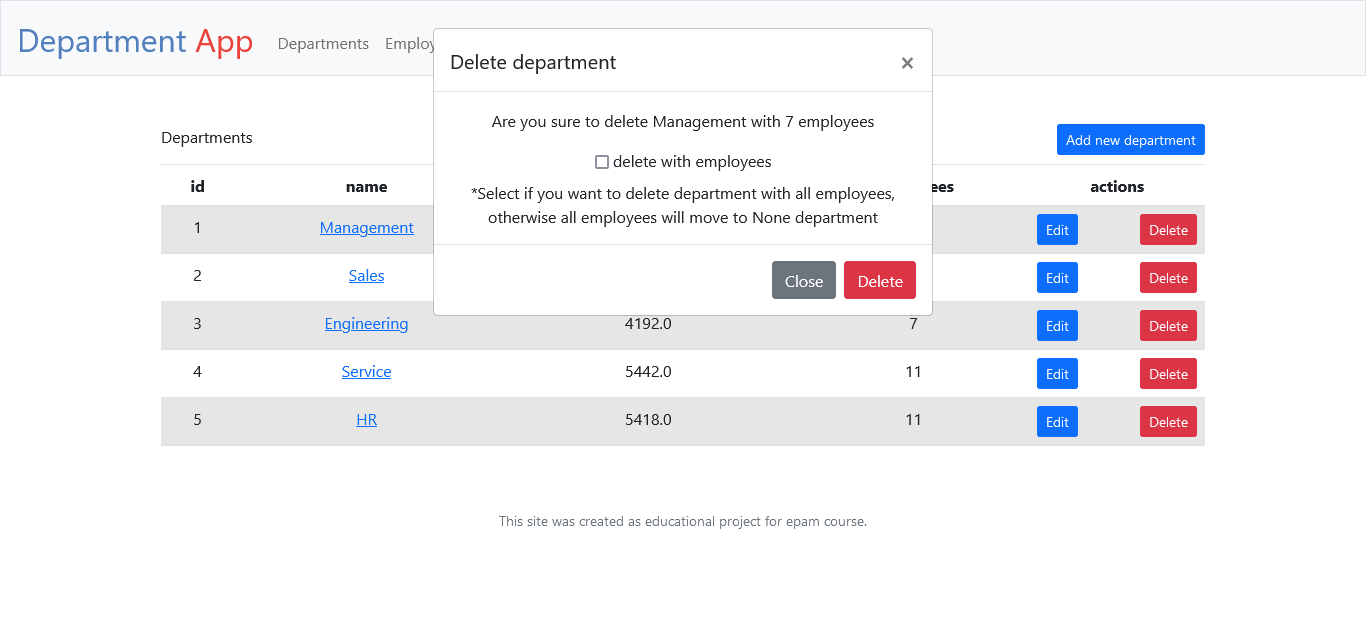 Department App Departments
Delete department ×
Are you sure to delete Management with 7 employees
delete with employees
*Select if you want to delete department with all employees,
otherwise all employees will move to None department
Close Delete
Departments Add new department
id name actions
1 Management Edit Delete
2 Sales Edit Delete
3 Engineering 4192.0 7 Edit Delete
4 Service 5442.0 11 Edit Delete
5 HR 5418.0 11 Edit Delete
This site was created as educational project for epam course.